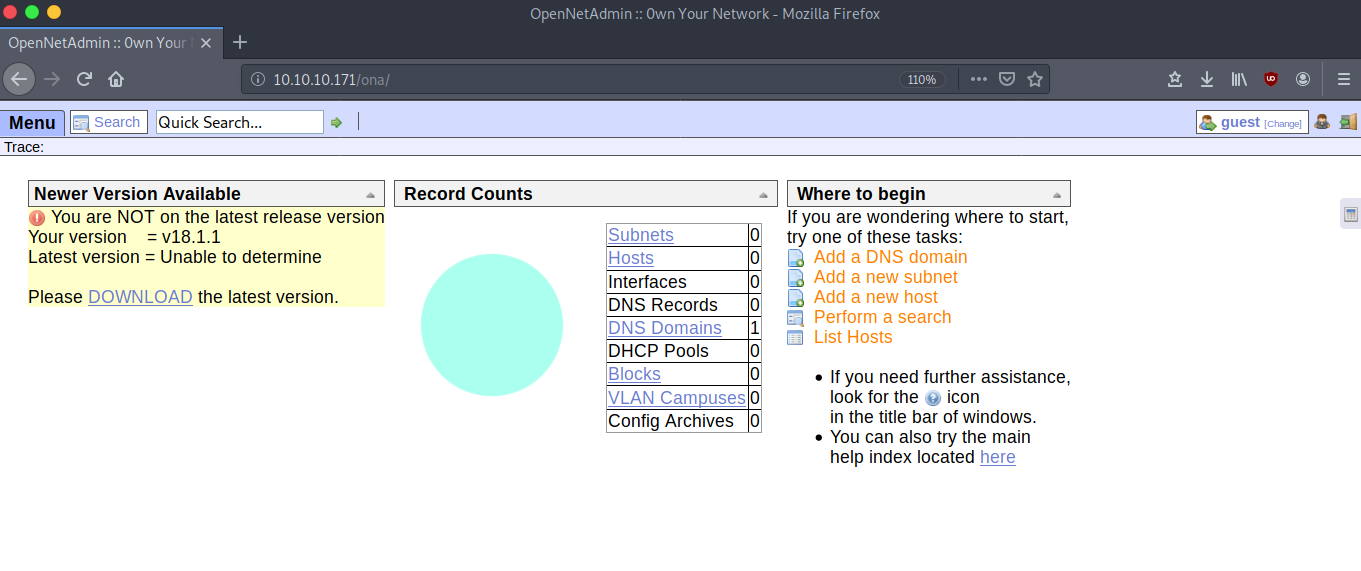 OpenNetAdmin :: 0wn Your Network - Mozilla Firefox
OpenNetAdmin :: 0wn Your
10.10.10.171/ona/
110%
Menu
Search
Quick Search...
guest [Change]
Trace:
Newer Version Available
You are NOT on the latest release version
Your version = v18.1.1
Latest version = Unable to determine
Please DOWNLOAD the latest version.
Record Counts
Subnets 0
Hosts 0
Interfaces 0
DNS Records 0
DNS Domains 1
DHCP Pools 0
Blocks 0
VLAN Campuses 0
Config Archives 0
Where to begin
If you are wondering where to start,
try one of these tasks:
Add a DNS domain
Add a new subnet
Add a new host
Perform a search
List Hosts
• If you need further assistance,
look for the ? icon
in the title bar of windows.
• You can also try the main
help index located here